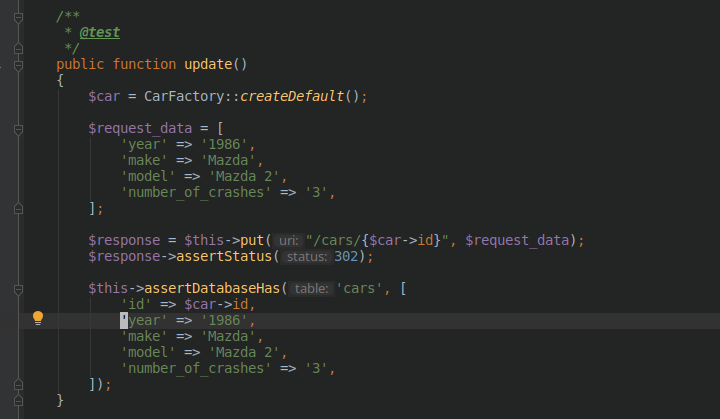 /**
 * @test
 */
public function update()
{
    $car = CarFactory::createDefault();

    $request_data = [
        'year' => '1986',
        'make' => 'Mazda',
        'model' => 'Mazda 2',
        'number_of_crashes' => '3',
    ];

    $response = $this->put( uri: "/cars/{$car->id}", $request_data);
    $response->assertStatus( status: 302);

    $this->assertDatabaseHas( table: 'cars', [
        'id' => $car->id,
        'year' => '1986',
        'make' => 'Mazda',
        'model' => 'Mazda 2',
        'number_of_crashes' => '3',
    ]);
}